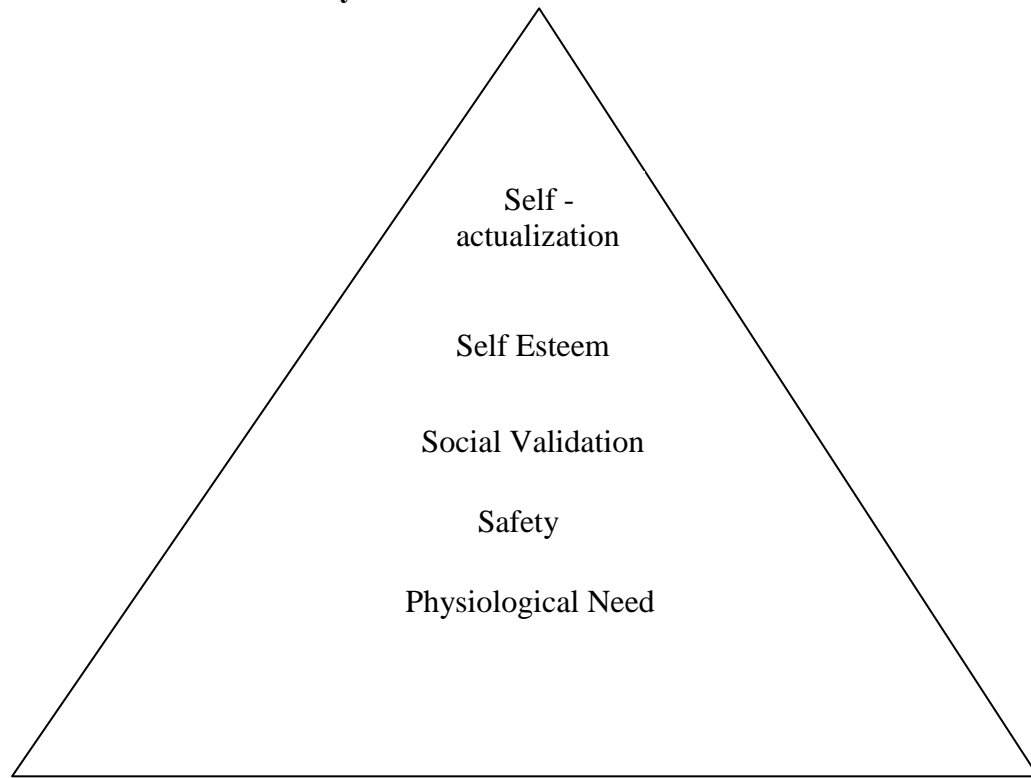 Self -
actualization
Self Esteem
Social Validation
Safety
Physiological Need